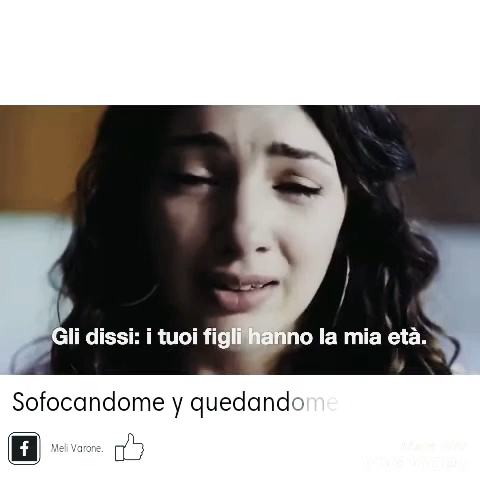 Gli dissi: i tuoi figli hanno la mia età.
Sofocandome y quedandome
Meli Varone.